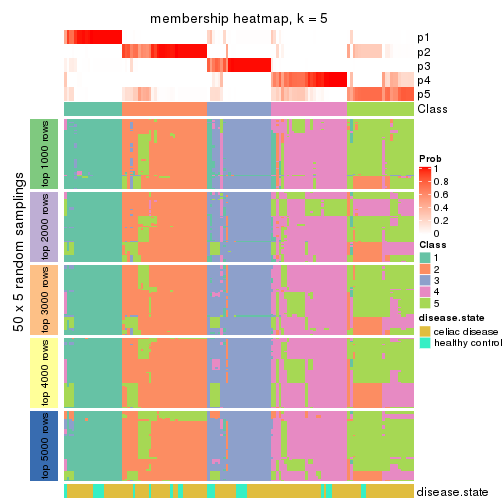 membership heatmap, k = 5
p1
p2
p3
p4
p5
Class
50 x 5 random samplings
top 1000 rows
top 2000 rows
top 3000 rows
top 4000 rows
top 5000 rows
Prob
1
0.8
0.6
0.4
0.2
0
Class
1
2
3
4
5
disease.state
celiac disease
healthy control
disease.state